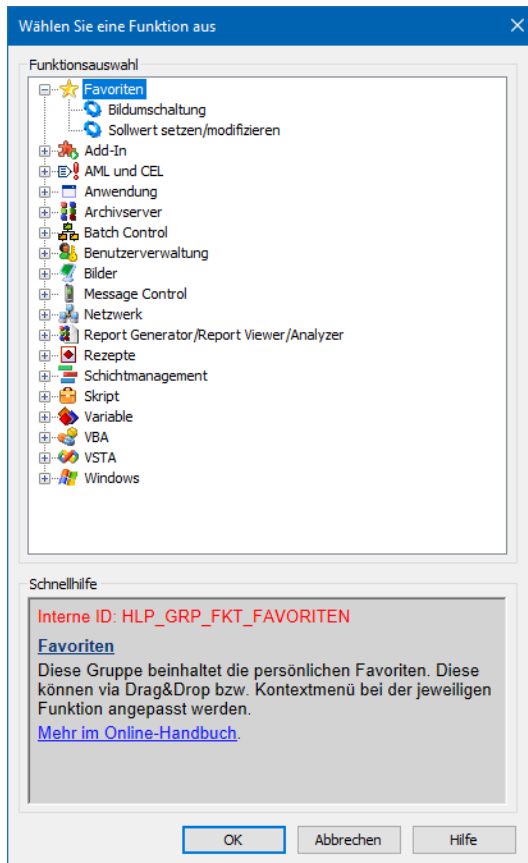 Wählen Sie eine Funktion aus
Funktionsauswahl
Favoriten
Bildumschaltung
Sollwert setzen/modifizieren
Add-In
AML und CEL
Anwendung
Archivserver
Batch Control
Benutzerverwaltung
Bilder
Message Control
Netzwerk
Report Generator/Report Viewer/Analyzer
Rezepte
Schichtmanagement
Skript
Variable
VBA
VSTA
Windows
Schnellhilfe
Interne ID: HLP_GRP_FKT_FAVORITEN
Favoriten
Diese Gruppe beinhaltet die persönlichen Favoriten. Diese
können via Drag&Drop bzw. Kontextmenü bei der jeweiligen
Funktion angepasst werden.
Mehr im Online-Handbuch.
OK Abbrechen Hilfe